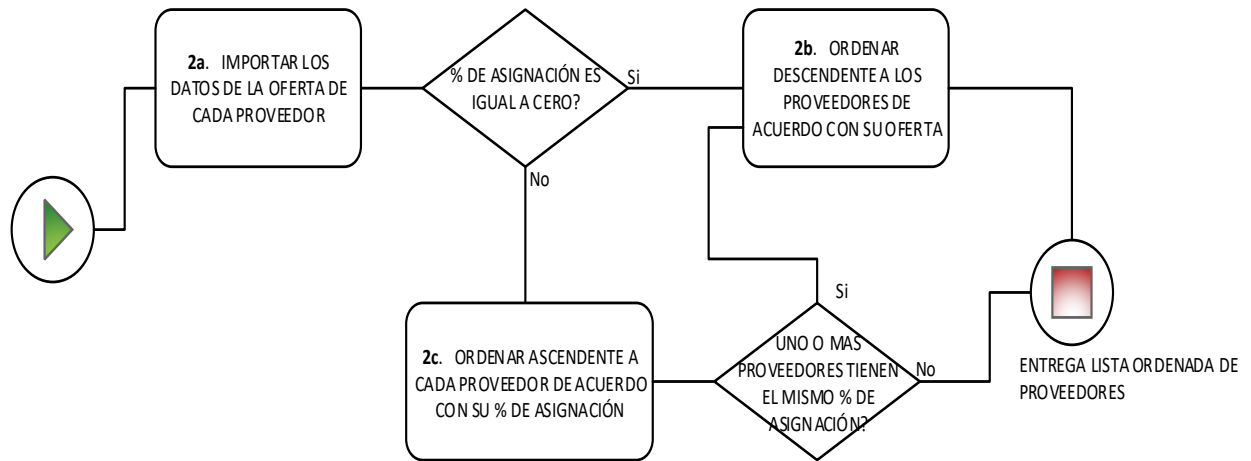 2a. IMPORTAR LOS
DATOS DE LA OFERTA DE
CADA PROVEEDOR
% DE ASIGNACIÓN ES
IGUAL A CERO?
Si
2b. ORDENAR
DESCENDENTE A LOS
PROVEEDORES DE
ACUERDO CON SU OFERTA
No
2c. ORDENAR ASCENDENTE A
CADA PROVEEDOR DE ACUERDO
CON SU % DE ASIGNACIÓN
Si
UNO O MAS
PROVEEDORES TIENEN
EL MISMO % DE
ASIGNACIÓN?
No
ENTREGA LISTA ORDENADA DE
PROVEEDORES